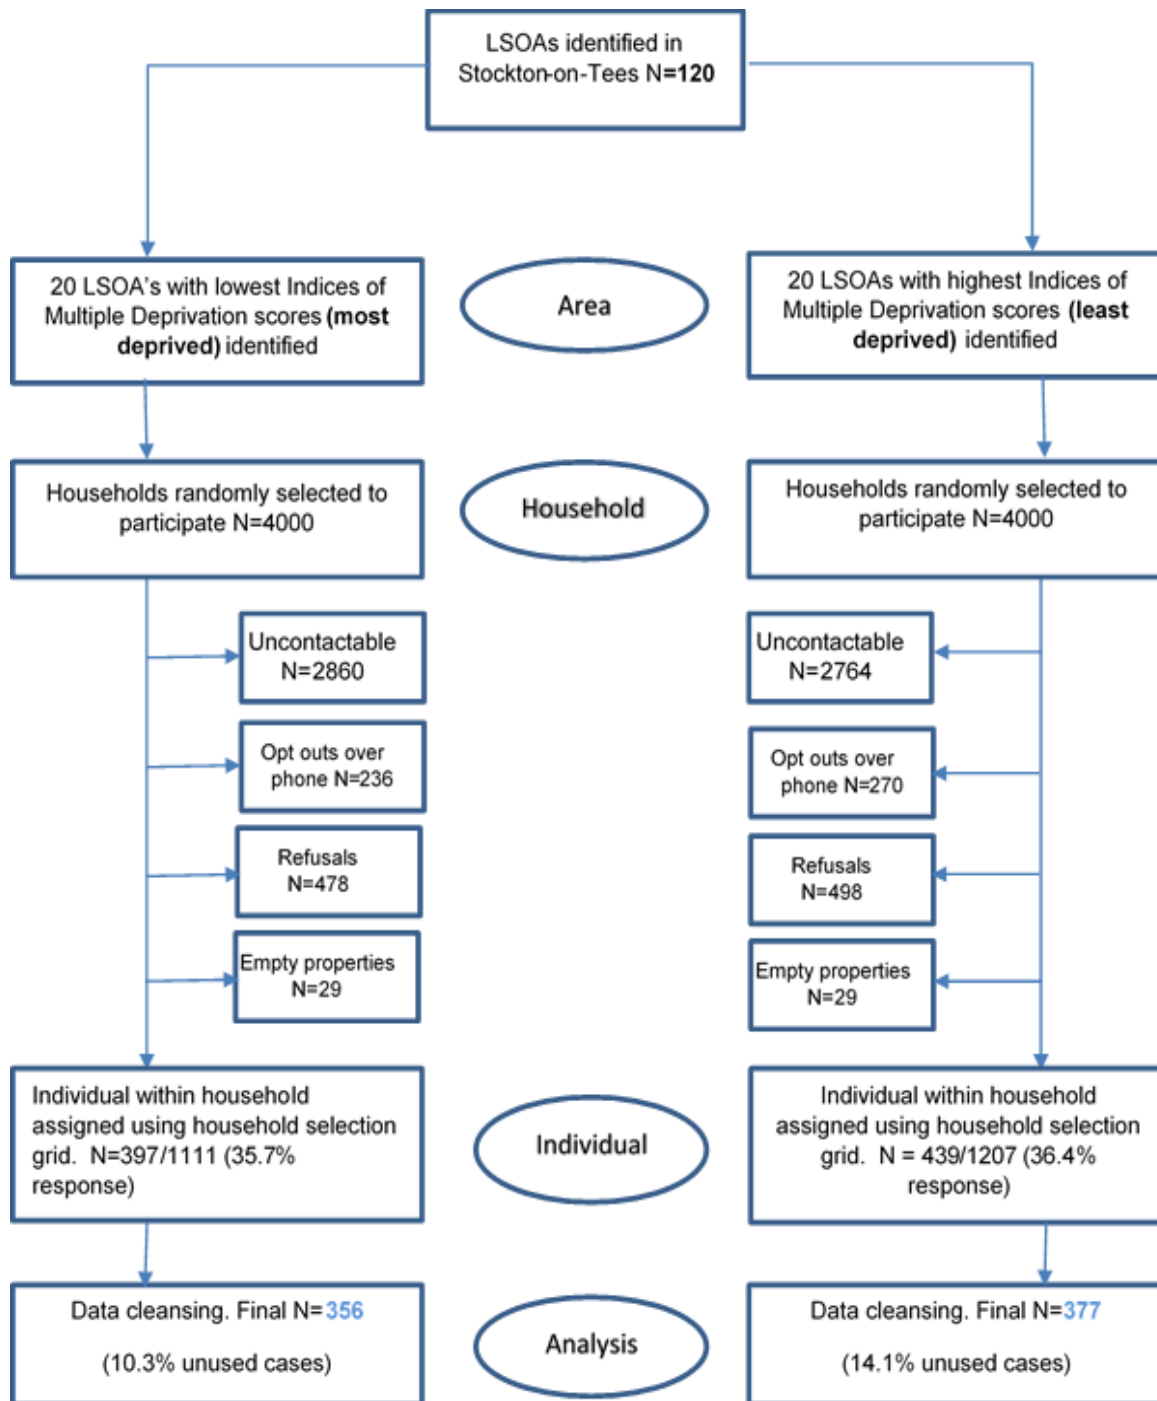 LSOAs identified in
Stockton-on-Tees N=120
20 LSOA's with lowest Indices of
Multiple Deprivation scores (most
deprived) identified
Area
20 LSOAs with highest Indices of
Multiple Deprivation scores (least
deprived) identified
Households randomly selected to
participate N=4000
Household
Households randomly selected to
participate N=4000
Uncontactable
N=2860
Uncontactable
N=2764
Opt outs over
phone N=236
Opt outs over
phone N=270
Refusals
N=478
Refusals
N=498
Empty properties
N=29
Empty properties
N=29
Individual within household
assigned using household selection
grid. N=397/1111 (35.7%
response)
Individual
Individual within household
assigned using household selection
grid. N = 439/1207 (36.4%
response)
Data cleansing. Final N=356
(10.3% unused cases)
Analysis
Data cleansing. Final N=377
(14.1% unused cases)